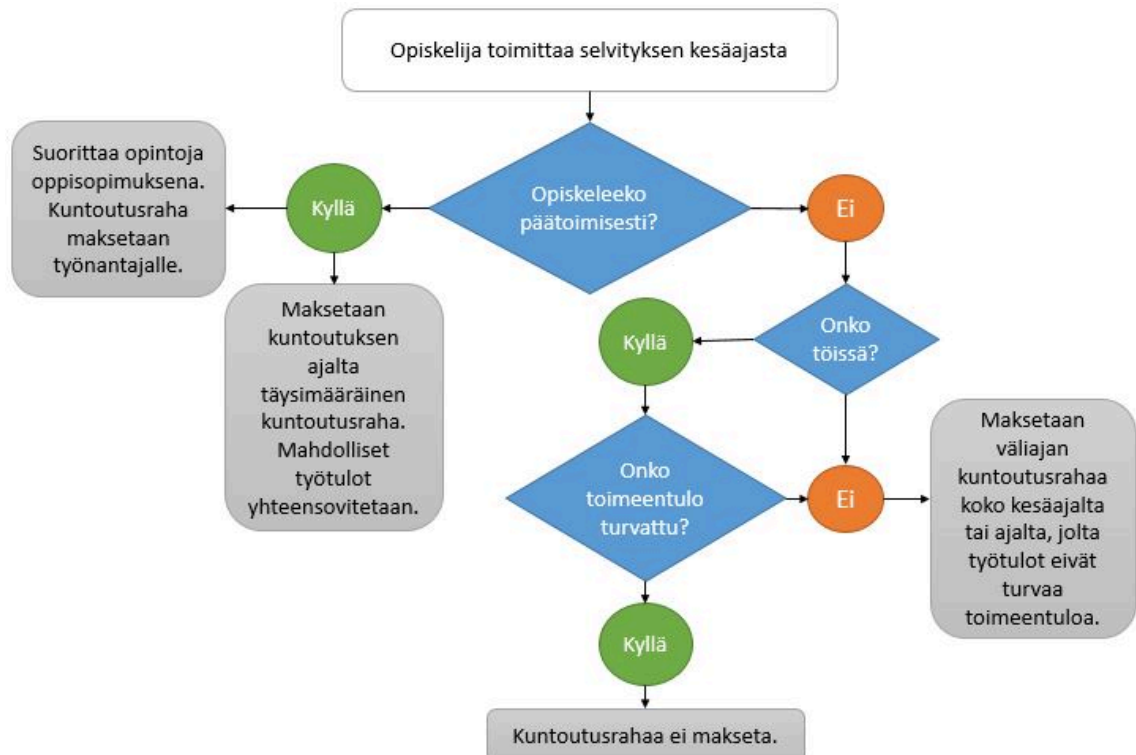 Opiskelija toimittaa selvityksen kesäajasta
Opiskeleeko
päätoimisesti?
Kyllä
Ei
Suorittaa opintoja
oppisopimuksena.
Kuntoutusraha
maksetaan
työnantajalle.
Maksetaan
kuntoutuksen
ajalta
täysimääräinen
kuntoutusraha.
Mahdolliset
työtulot
yhteensovitetaan.
Onko
töissä?
Kyllä
Onko
toimeentulo
turvattu?
Ei
Maksetaan
väliajan
kuntoutusrahaa
koko kesäajalta
tai ajalta, jolta
työtulot eivät
turvaa
toimeentuloa.
Kyllä
Kuntoutusrahaa ei makseta.